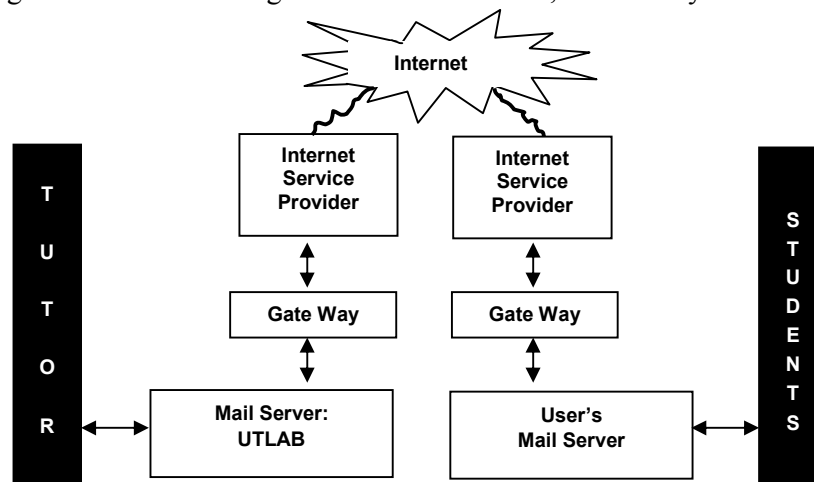 Internet
Internet
Service
Provider
Internet
Service
Provider
Gate Way
Gate Way
Mail Server:
UTLAB
User's
Mail Server
T
U
T
O
R
S
T
U
D
E
N
T
S